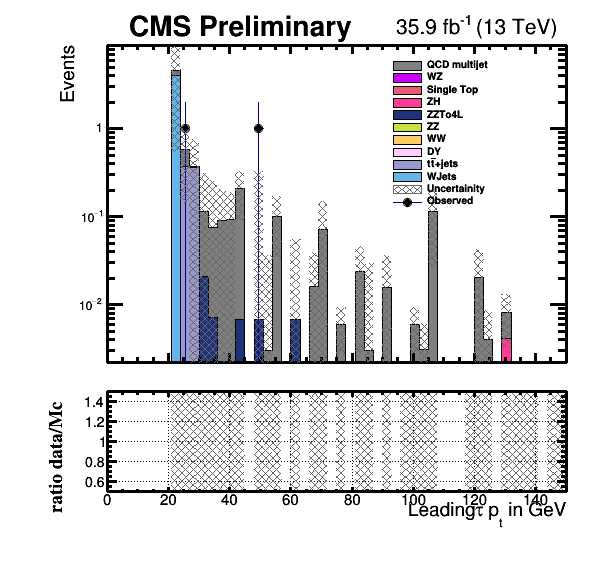 CMS Preliminary 35.9 fb⁻¹ (13 TeV)
Events
QCD multijet
WZ
Single Top
ZH
ZZTo4L
ZZ
WW
DY
tt̄+jets
WJets
Uncertainity
Observed
1
10⁻¹
10⁻²
ratio data/Mc
1.4
1.2
1
0.8
0.6
0 20 40 60 80 100 120 140
Leadingτ pₜ in GeV